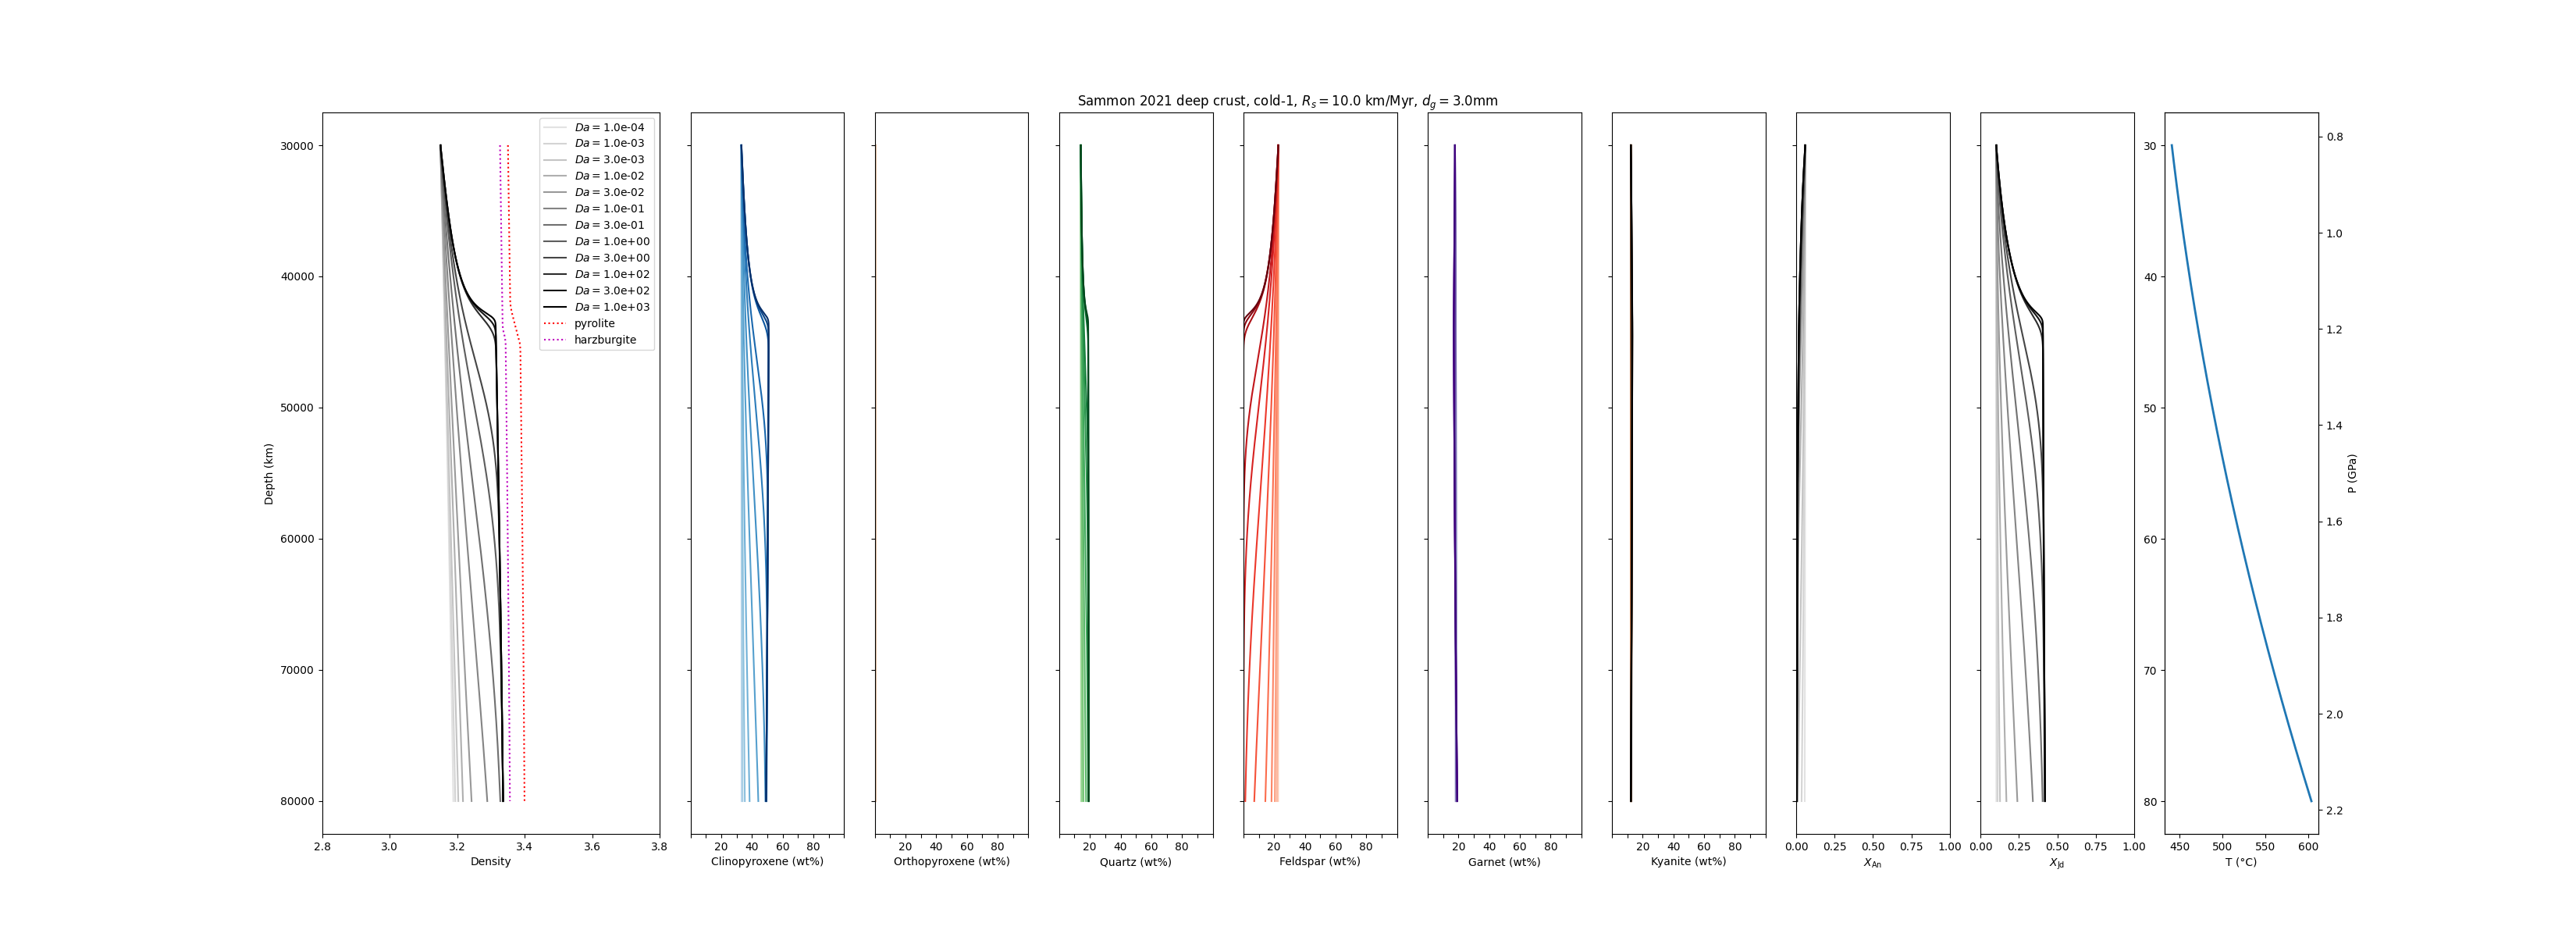 Sammon 2021 deep crust, cold-1, R_s = 10.0 km/Myr, d_g = 3.0mm
Da = 1.0e-04
Da = 1.0e-03
Da = 3.0e-03
Da = 1.0e-02
Da = 3.0e-02
Da = 1.0e-01
Da = 3.0e-01
Da = 1.0e+00
Da = 3.0e+00
Da = 1.0e+02
Da = 3.0e+02
Da = 1.0e+03
pyrolite
harzburgite
Depth (km)
30000
40000
50000
60000
70000
80000
2.8 3.0 3.2 3.4 3.6 3.8
Density
20 40 60 80
Clinopyroxene (wt%)
20 40 60 80
Orthopyroxene (wt%)
20 40 60 80
Quartz (wt%)
20 40 60 80
Feldspar (wt%)
20 40 60 80
Garnet (wt%)
20 40 60 80
Kyanite (wt%)
0.00 0.25 0.50 0.75 1.00
X_An
0.00 0.25 0.50 0.75 1.00
X_Jd
30
40
50
60
70
80
450 500 550 600
T (°C)
0.8
1.0
1.2
1.4
1.6
1.8
2.0
2.2
P (GPa)